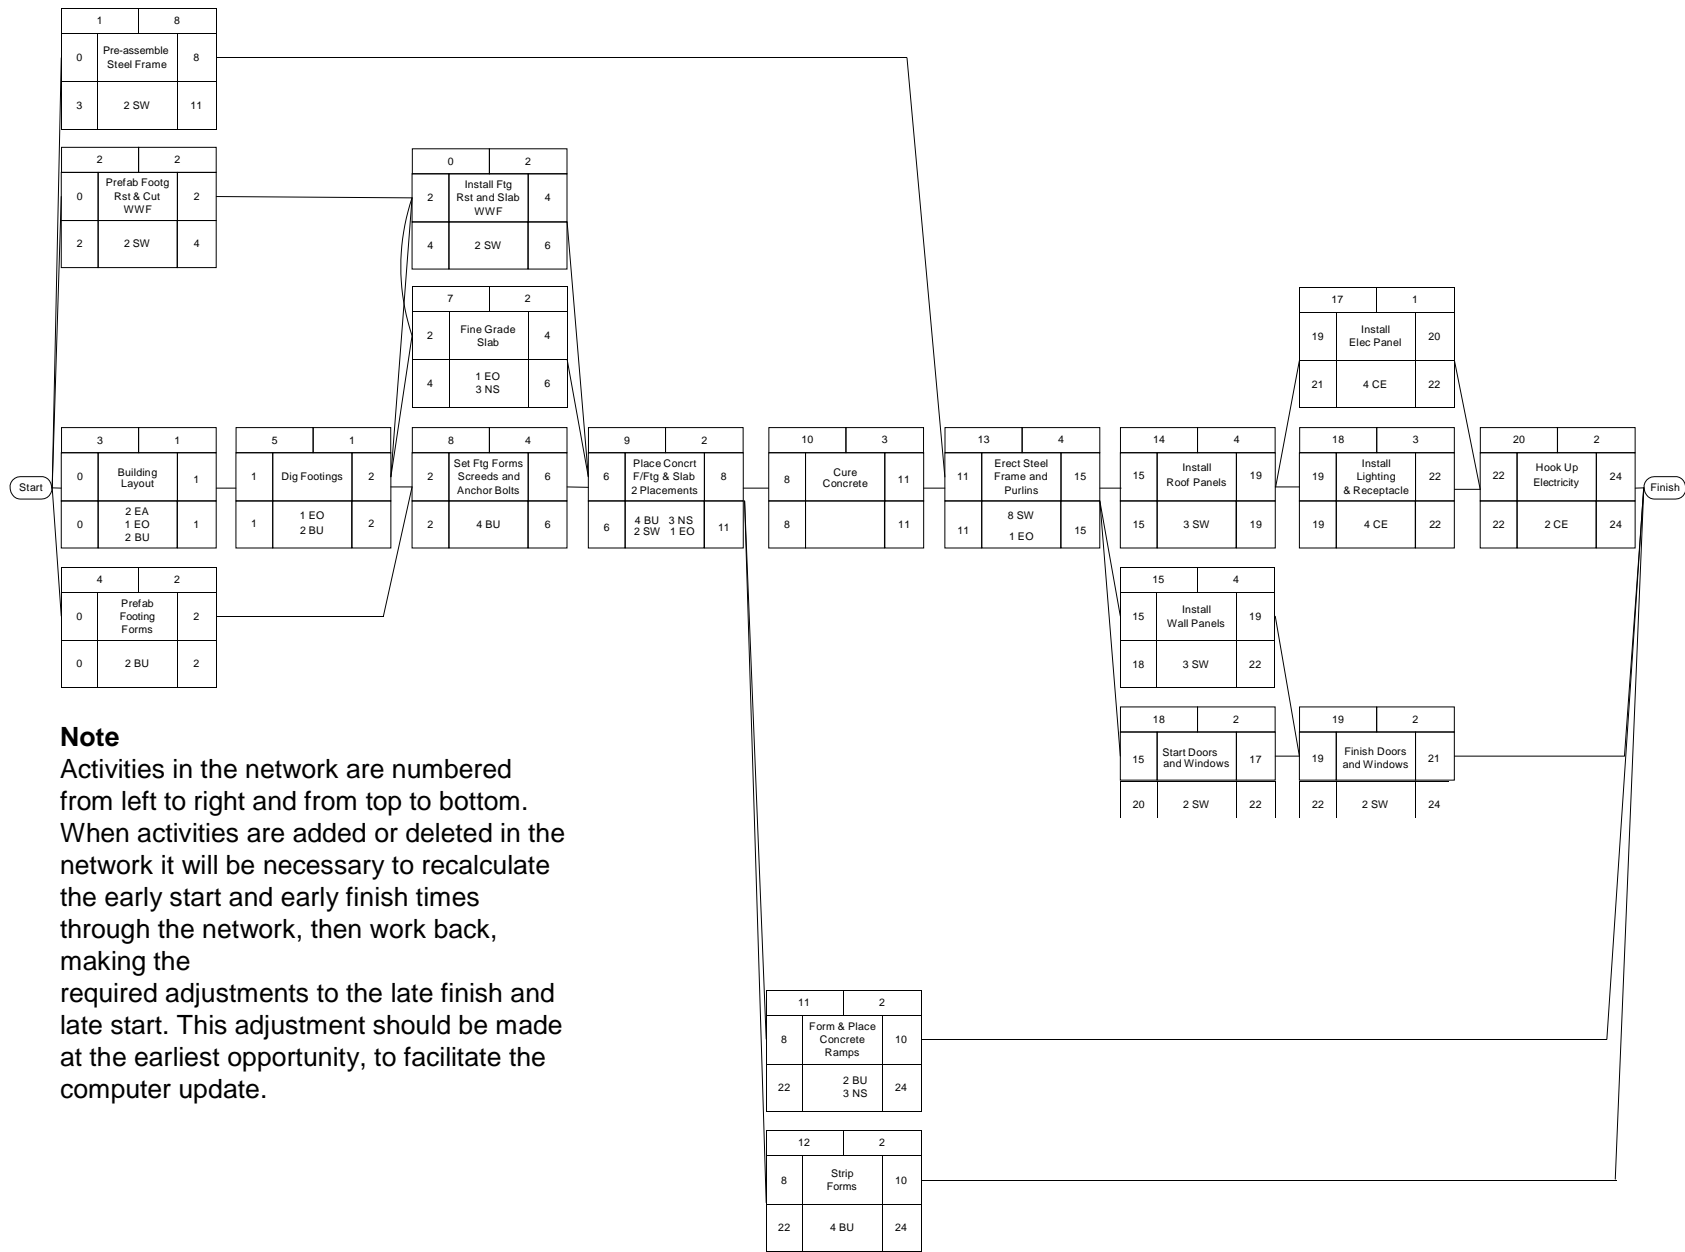 1 8
0 Pre-assemble 8
Steel Frame
3 2 SW 11
2 2
Prefab Footg
0 Rst & Cut 2
WWF
2 2 SW 4
0 2
Install Ftg
2 Rst and Slab 4
WWF
4 2 SW 6
7 2
2 Fine Grade 4
Slab
4 1 EO 6
3 NS
17 1
19 Install 20
Elec Panel
21 4 CE 22
Start
3 1
0 Building 1
Layout
2 EA
0 1 EO 1
2 BU
5 1
1 Dig Footings 2
1 1 EO 2
2 BU
8 4
Set Ftg Forms
2 Screeds and 6
Anchor Bolts
2 4 BU 6
9 2
Place Concrt
6 F/Ftg & Slab 8
2 Placements
6 4 BU 3 NS 11
2 SW 1 EO
10 3
8 Cure 11
Concrete
8 11
13 4
Erect Steel
11 Frame and 15
Purlins
8 SW
11 15
1 EO
14 4
15 Install 19
Roof Panels
15 3 SW 19
18 3
Install
19 Lighting 22
& Receptacle
19 4 CE 22
20 2
22 Hook Up 24
Electricity
22 2 CE 24
Finish
4 2
Prefab
0 Footing 2
Forms
0 2 BU 2
15 4
15 Install 19
Wall Panels
18 3 SW 22
18 2
15 Start Doors 17
and Windows
20 2 SW 22
19 2
19 Finish Doors 21
and Windows
22 2 SW 24
Note
Activities in the network are numbered
from left to right and from top to bottom.
When activities are added or deleted in the
network it will be necessary to recalculate
the early start and early finish times
through the network, then work back,
making the
required adjustments to the late finish and
late start. This adjustment should be made
at the earliest opportunity, to facilitate the
computer update.
11 2
Form & Place
8 Concrete 10
Ramps
22 2 BU 24
3 NS
12 2
8 Strip 10
Forms
22 4 BU 24